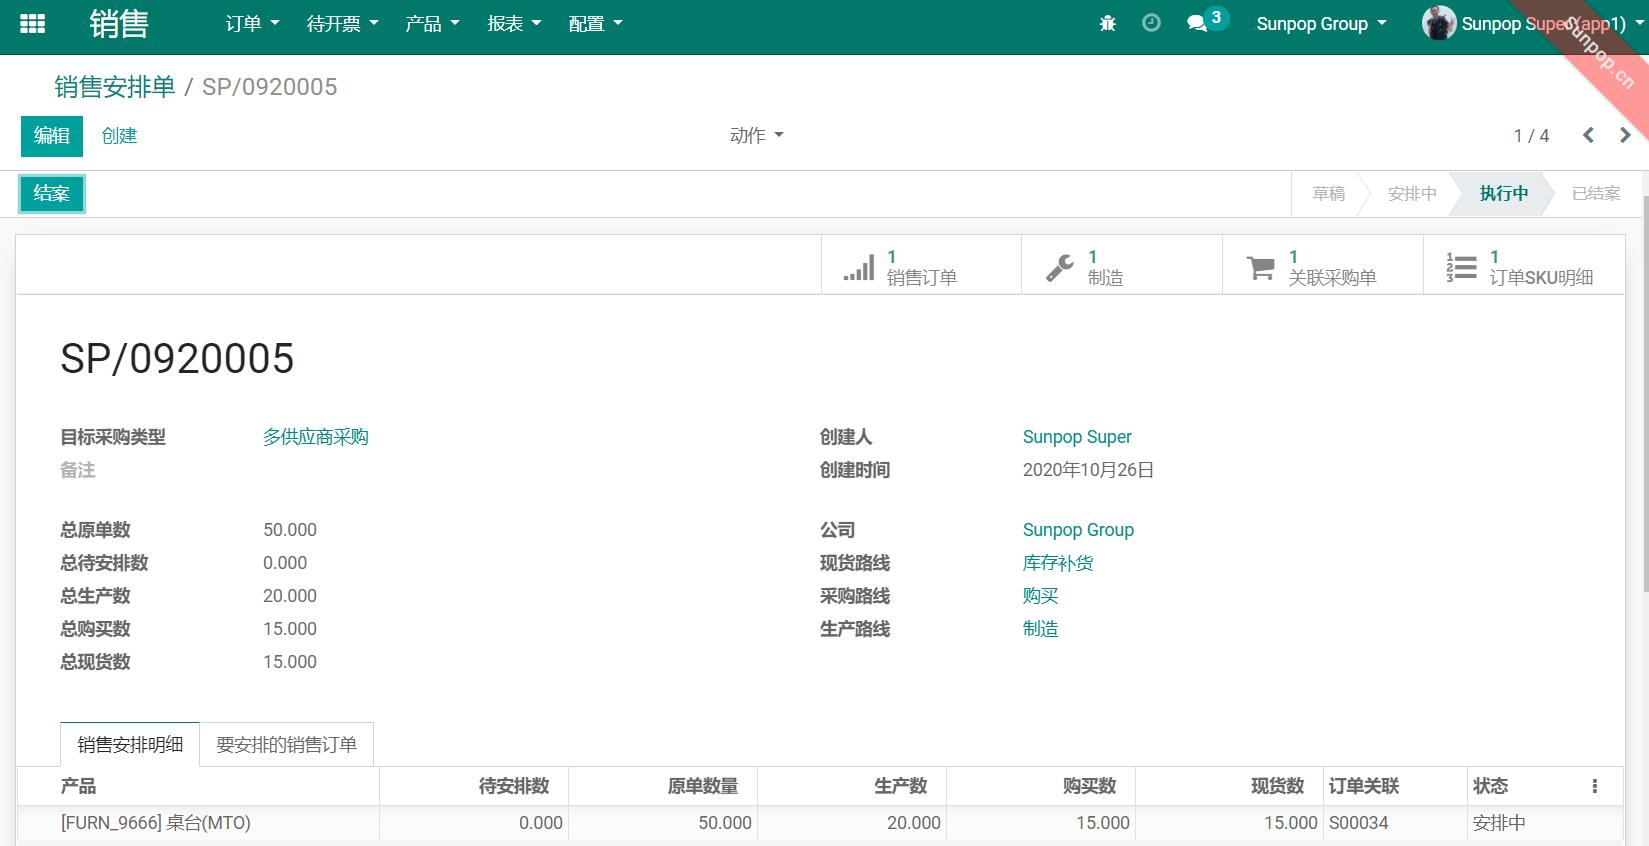 销售 订单 待开票 产品 报表 配置 3 Sunpop Group Sunpop Super (app1)
Sunpop.cn
销售安排单 / SP/0920005
编辑 创建 动作 1 / 4
结案 草稿 安排中 执行中 已结案
1 1 1 1
销售订单 制造 关联采购单 订单SKU明细
SP/0920005
目标采购类型 多供应商采购 创建人 Sunpop Super
备注 创建时间 2020年10月26日
总原单数 50.000 公司 Sunpop Group
总待安排数 0.000 现货路线 库存补货
总生产数 20.000 采购路线 购买
总购买数 15.000 生产路线 制造
总现货数 15.000
销售安排明细 要安排的销售订单
产品 待安排数 原单数量 生产数 购买数 现货数 订单关联 状态
[FURN_9666] 桌台(MTO) 0.000 50.000 20.000 15.000 15.000 S00034 安排中